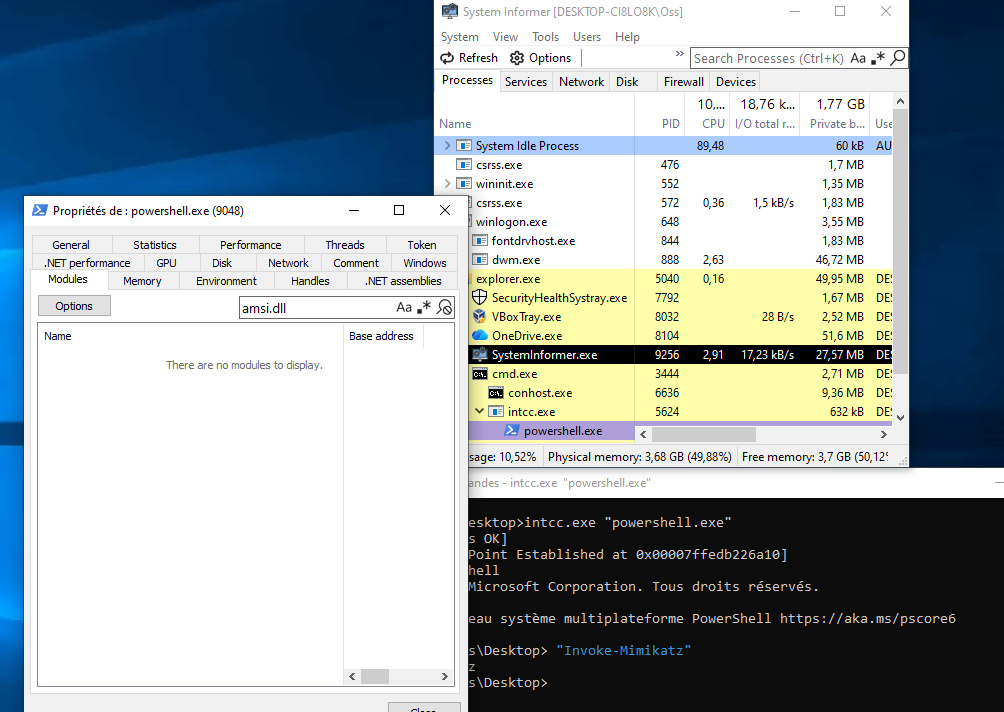 System Informer [DESKTOP-CI8LO8K\Oss]
System View Tools Users Help
Refresh Options » Search Processes (Ctrl+K) Aa .*
Processes Services Network Disk Firewall Devices
10,... 18,76 k... 1,77 GB
Name PID CPU I/O total r... Private b... Use
System Idle Process 89,48 60 kB AU
csrss.exe 476 1,7 MB
wininit.exe 552 1,35 MB
csrss.exe 572 0,36 1,5 kB/s 1,83 MB
winlogon.exe 648 3,55 MB
fontdrvhost.exe 844 1,83 MB
dwm.exe 888 2,63 46,72 MB
explorer.exe 5040 0,16 49,95 MB DES
SecurityHealthSystray.exe 7792 1,67 MB DES
VBoxTray.exe 8032 28 B/s 2,52 MB DES
OneDrive.exe 8104 51,6 MB DES
SystemInformer.exe 9256 2,91 17,23 kB/s 27,57 MB DES
cmd.exe 3444 2,71 MB DES
conhost.exe 6636 9,36 MB DES
intcc.exe 5624 632 kB DES
powershell.exe
sage: 10,52% Physical memory: 3,68 GB (49,88%) Free memory: 3,7 GB (50,12%
Propriétés de : powershell.exe (9048)
General Statistics Performance Threads Token
.NET performance GPU Disk Network Comment Windows
Modules Memory Environment Handles .NET assemblies
Options amsi.dll Aa .*
Name Base address
There are no modules to display.
Close
andes - intcc.exe "powershell.exe"
esktop>intcc.exe "powershell.exe"
s OK]
Point Established at 0x00007ffedb226a10]
hell
Microsoft Corporation. Tous droits réservés.
eau système multiplateforme PowerShell https://aka.ms/pscore6
s\Desktop> "Invoke-Mimikatz"
z
s\Desktop>